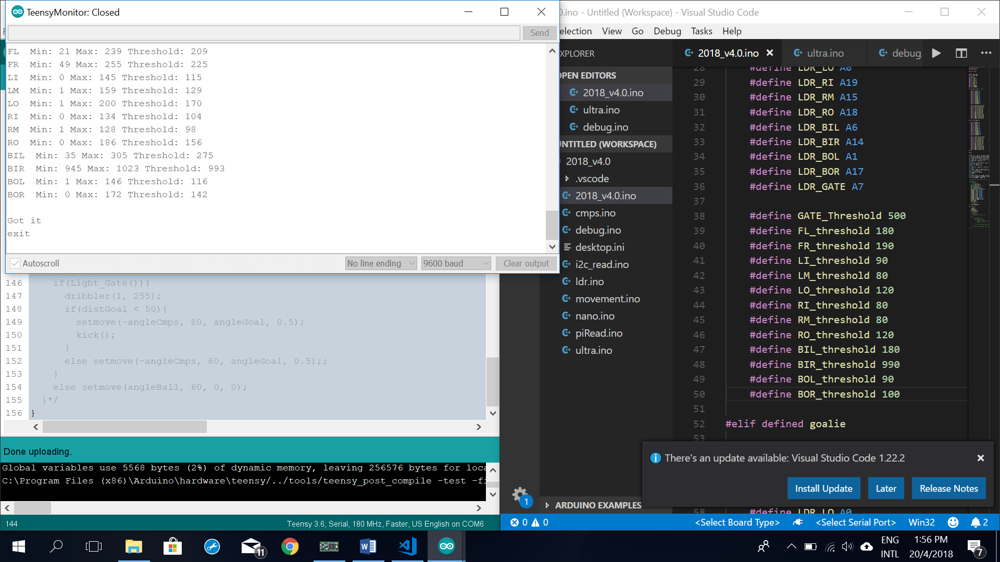 TeensyMonitor: Closed
Send
FL  Min: 21 Max: 239 Threshold: 209
FR  Min: 49 Max: 255 Threshold: 225
LI  Min: 0 Max: 145 Threshold: 115
LM  Min: 1 Max: 159 Threshold: 129
LO  Min: 1 Max: 200 Threshold: 170
RI  Min: 0 Max: 134 Threshold: 104
RM  Min: 1 Max: 128 Threshold: 98
RO  Min: 0 Max: 186 Threshold: 156
BIL  Min: 35 Max: 305 Threshold: 275
BIR  Min: 945 Max: 1023 Threshold: 993
BOL  Min: 1 Max: 146 Threshold: 116
BOR  Min: 0 Max: 172 Threshold: 142
Got it
exit
Autoscroll
No line ending
9600 baud
Clear output
146 if(Light_Gate()){
147 dribbler(1, 255);
148 if(distGoal < 50){
149 setmove(-angleCmps, 80, angleGoal, 0.5);
150 kick();
151 }
152 else setmove(-angleCmps, 60, angleGoal, 0.5);;
153 }
154 else setmove(angleBall, 60, 0, 0);
155 }*/
156 }
Done uploading.
Global variables use 5568 bytes (2%) of dynamic memory, leaving 256576 bytes for loca
C:\Program Files (x86)\Arduino\hardware\teensy/../tools/teensy_post_compile -test -fi
144
Teensy 3.6, Serial, 180 MHz, Faster, US English on COM6
0.ino - Untitled (Workspace) - Visual Studio Code
election View Go Debug Tasks Help
XPLORER
OPEN EDITORS
2018_v4.0.ino
ultra.ino
debug.ino
UNTITLED (WORKSPACE)
2018_v4.0
.vscode
2018_v4.0.ino
cmps.ino
debug.ino
desktop.ini
i2c_read.ino
ldr.ino
movement.ino
nano.ino
piRead.ino
ultra.ino
ARDUINO EXAMPLES
2018_v4.0.ino
ultra.ino
debug.
28 #define LDR_LO A0
29 #define LDR_RI A19
30 #define LDR_RM A15
31 #define LDR_RO A18
32 #define LDR_BIL A6
33 #define LDR_BIR A14
34 #define LDR_BOL A1
35 #define LDR_BOR A17
36 #define LDR_GATE A7
37
38 #define GATE_Threshold 500
39 #define FL_threshold 180
40 #define FR_threshold 190
41 #define LI_threshold 90
42 #define LM_threshold 80
43 #define LO_threshold 120
44 #define RI_threshold 80
45 #define RM_threshold 80
46 #define RO_threshold 120
47 #define BIL_threshold 180
48 #define BIR_threshold 990
49 #define BOL_threshold 90
50 #define BOR_threshold 100
51
52 #elif defined goalie
53
There's an update available: Visual Studio Code 1.22.2
Install Update
Later
Release Notes
58 #define LDR_LO A0
1
0 0
<Select Board Type>
<Select Serial Port>
Win32
2
11
ENG
INTL
1:56 PM
20/4/2018
7